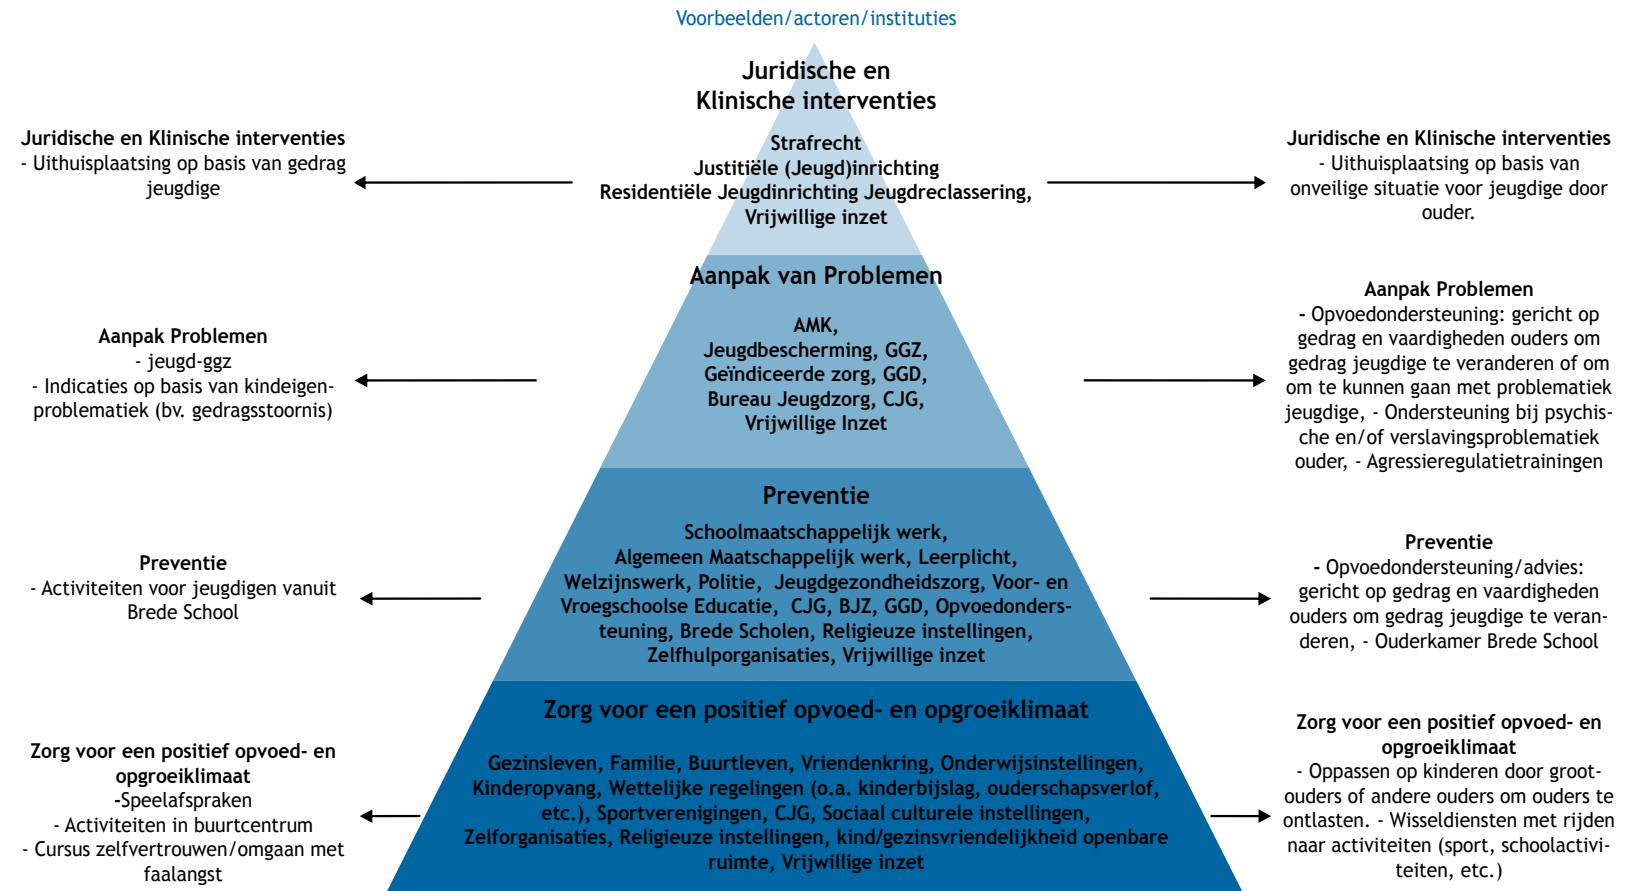 Voorbeelden/actoren/instituties
Juridische en
Klinische interventies
Strafrecht
Justitiële (Jeugd)inrichting
Residentiële Jeugdinrichting Jeugdreclassering,
Vrijwillige inzet
Juridische en Klinische interventies
- Uithuisplaatsing op basis van gedrag
jeugdige
Juridische en Klinische interventies
- Uithuisplaatsing op basis van
onveilige situatie voor jeugdige door
ouder.
Aanpak van Problemen
AMK,
Jeugdbescherming, GGZ,
Geïndiceerde zorg, GGD,
Bureau Jeugdzorg, CJG,
Vrijwillige Inzet
Aanpak Problemen
- jeugd-ggz
- Indicaties op basis van kindeigen-
problematiek (bv. gedragsstoornis)
Aanpak Problemen
- Opvoedondersteuning: gericht op
gedrag en vaardigheden ouders om
gedrag jeugdige te veranderen of om
om te kunnen gaan met problematiek
jeugdige, - Ondersteuning bij psychis-
che en/of verslavingsproblematiek
ouder, - Agressieregulatietrainingen
Preventie
Schoolmaatschappelijk werk,
Algemeen Maatschappelijk werk, Leerplicht,
Welzijnswerk, Politie, Jeugdgezondheidszorg, Voor- en
Vroegschoolse Educatie, CJG, BJZ, GGD, Opvoedonders-
teuning, Brede Scholen, Religieuze instellingen,
Zelfhulporganisaties, Vrijwillige inzet
Preventie
- Activiteiten voor jeugdigen vanuit
Brede School
Preventie
- Opvoedondersteuning/advies:
gericht op gedrag en vaardigheden
ouders om gedrag jeugdige te veran-
deren, - Ouderkamer Brede School
Zorg voor een positief opvoed- en opgroeiklimaat
Gezinsleven, Familie, Buurtleven, Vriendenkring, Onderwijsinstellingen,
Kinderopvang, Wettelijke regelingen (o.a. kinderbijslag, ouderschapsverlof,
etc.), Sportverenigingen, CJG, Sociaal culturele instellingen,
Zelforganisaties, Religieuze instellingen, kind/gezinsvriendelijkheid openbare
ruimte, Vrijwillige inzet
Zorg voor een positief opvoed- en
opgroeiklimaat
-Speelafspraken
- Activiteiten in buurtcentrum
- Cursus zelfvertrouwen/omgaan met
faalangst
Zorg voor een positief opvoed- en
opgroeiklimaat
- Oppassen op kinderen door groot-
ouders of andere ouders om ouders te
ontlasten. - Wisseldiensten met rijden
naar activiteiten (sport, schoolactivi-
teiten, etc.)